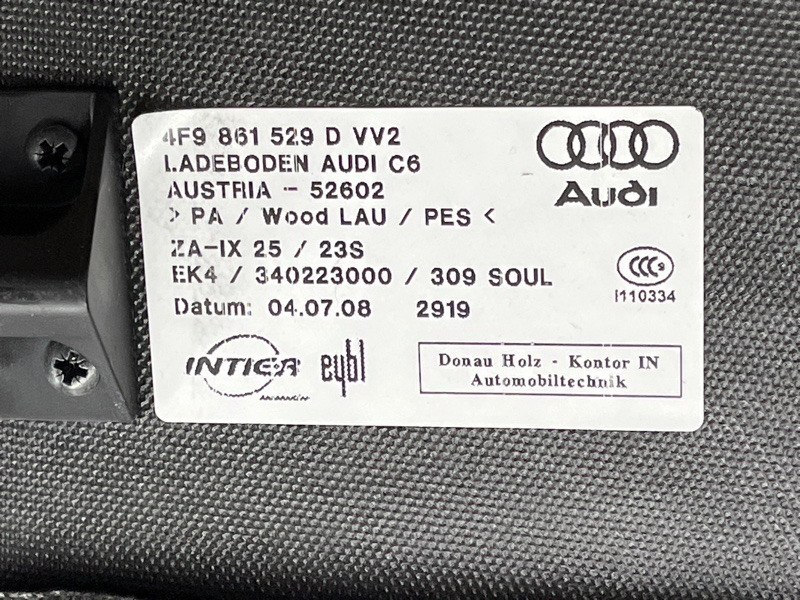 4F9 861 529 D VV2
LADEBODEN AUDI C6
AUSTRIA - 52602
> PA / Wood LAU / PES <
ZA-IX 25 / 23S
EK4 / 340223000 / 309 SOUL
Datum: 04.07.08 2919
Audi
CCC S
I110334
INTIER
eybl
Donau Holz - Kontor IN
Automobiltechnik